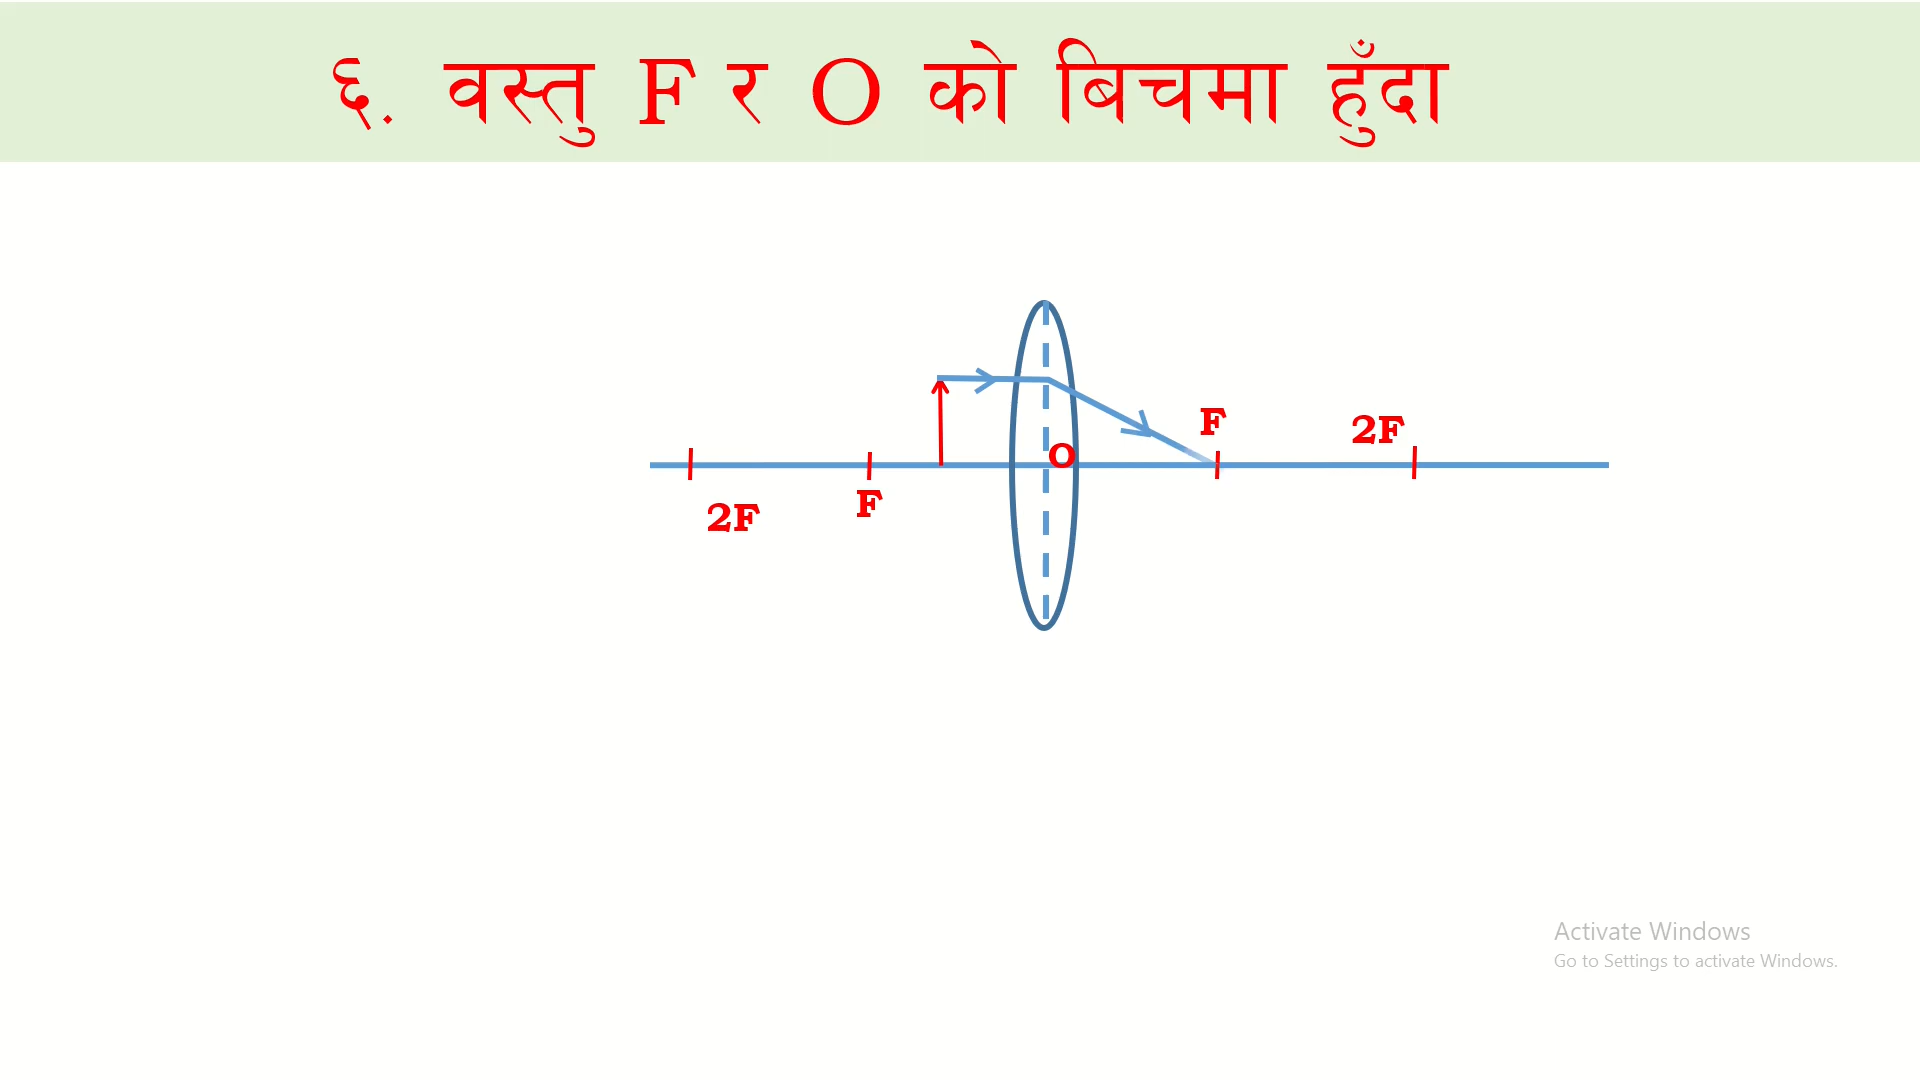 ६. वस्तु F र O को बिचमा हुँदा
F
2F
O
2F
F
Activate Windows
Go to Settings to activate Windows.